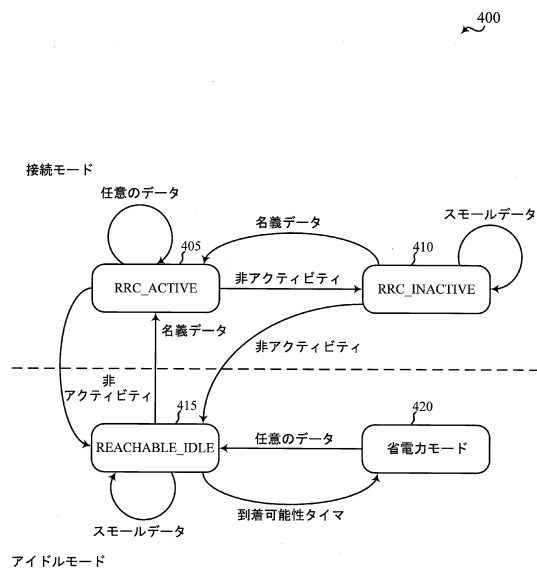 400
接続モード
任意のデータ
405
RRC_ACTIVE
名義データ
410
スモールデータ
非アクティビティ
RRC_INACTIVE
名義データ
非アクティビティ
非
アクティビティ
415
REACHABLE_IDLE
任意のデータ
420
省電力モード
スモールデータ
到着可能性タイマ
アイドルモード